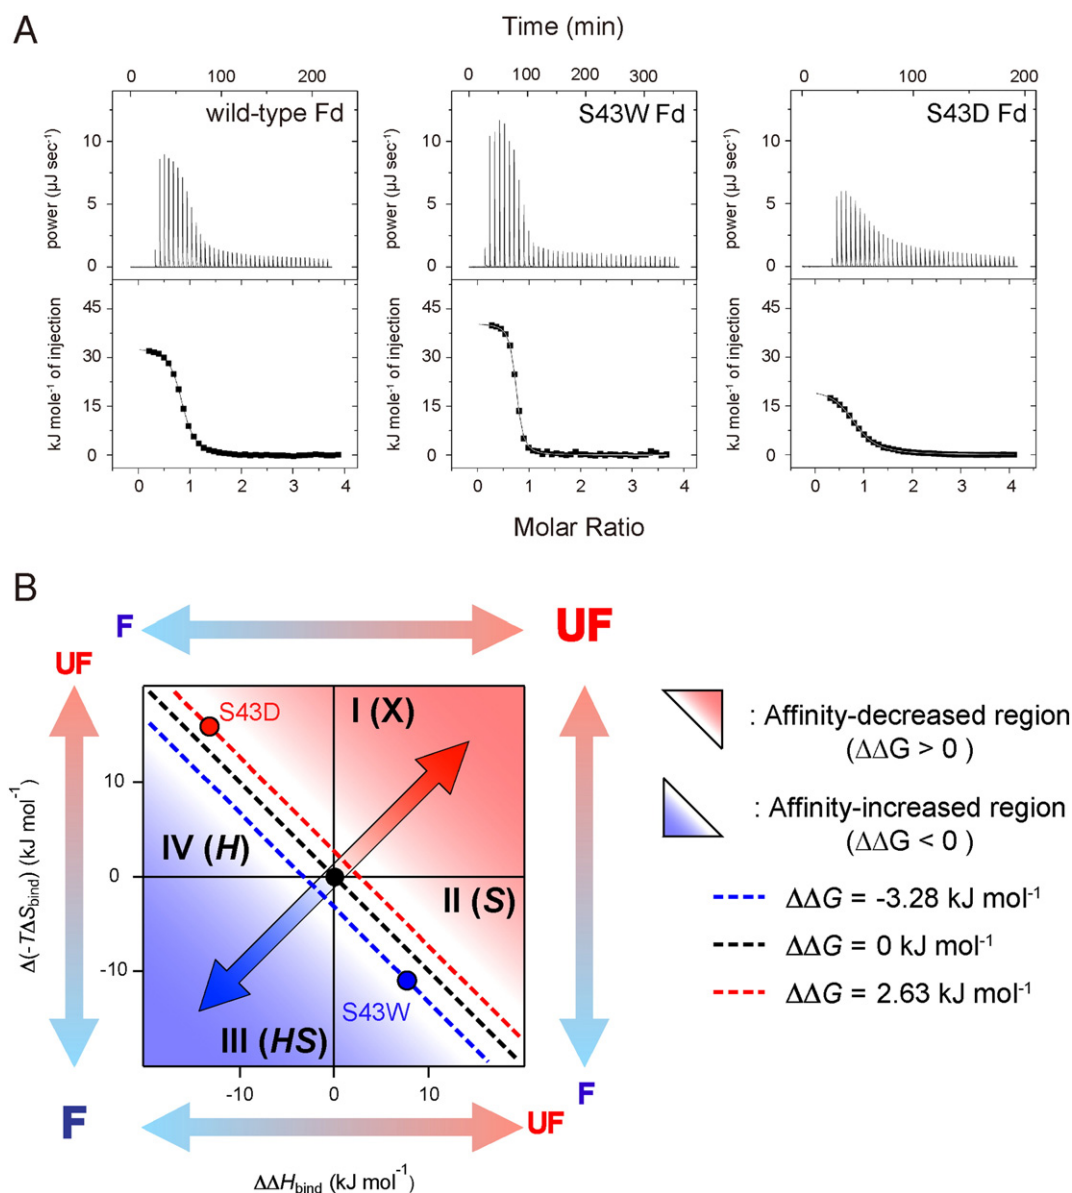 A
Time (min)
0 100 200
0 100 200 300
0 100 200
wild-type Fd
S43W Fd
S43D Fd
power (µJ sec⁻¹)
10
5
0
power (µJ sec⁻¹)
10
5
0
power (µJ sec⁻¹)
10
5
0
kJ mole⁻¹ of injection
45
30
15
0
kJ mole⁻¹ of injection
45
30
15
0
kJ mole⁻¹ of injection
45
30
15
0
0 1 2 3 4
0 1 2 3 4
0 1 2 3 4
Molar Ratio
B
F
UF
UF
S43D
I (X)
IV (H)
II (S)
S43W
III (HS)
10
0
-10
Δ(-TΔS_bind) (kJ mol⁻¹)
-10 0 10
F
UF
F
ΔΔH_bind (kJ mol⁻¹)
: Affinity-decreased region
(ΔΔG > 0 )
: Affinity-increased region
(ΔΔG < 0 )
ΔΔG = -3.28 kJ mol⁻¹
ΔΔG = 0 kJ mol⁻¹
ΔΔG = 2.63 kJ mol⁻¹